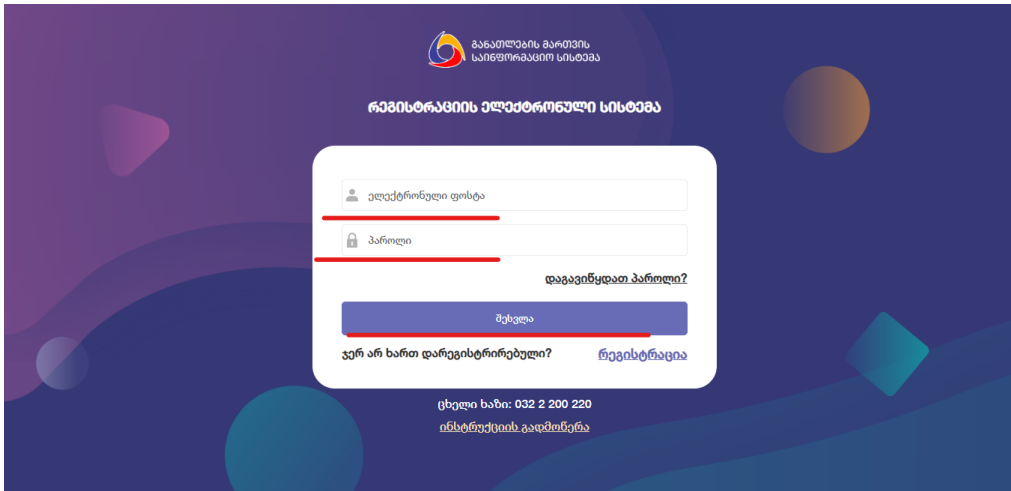 განათლების მართვის
საინფორმაციო სისტემა
რეგისტრაციის ელექტრონული სისტემა
ელექტრონული ფოსტა
პაროლი
დაგავიწყდათ პაროლი?
შესვლა
ჯერ არ ხართ დარეგისტრირებული? რეგისტრაცია
ცხელი ხაზი: 032 2 200 220
ინსტრუქციის გადმოწერა